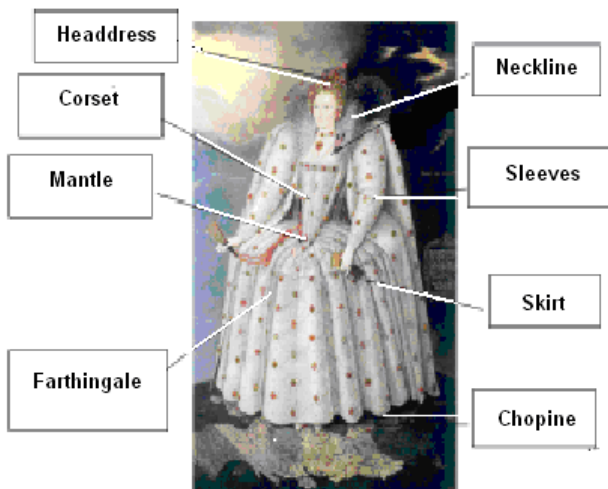 Headdress
Neckline
Corset
Mantle
Sleeves
Skirt
Farthingale
Chopine